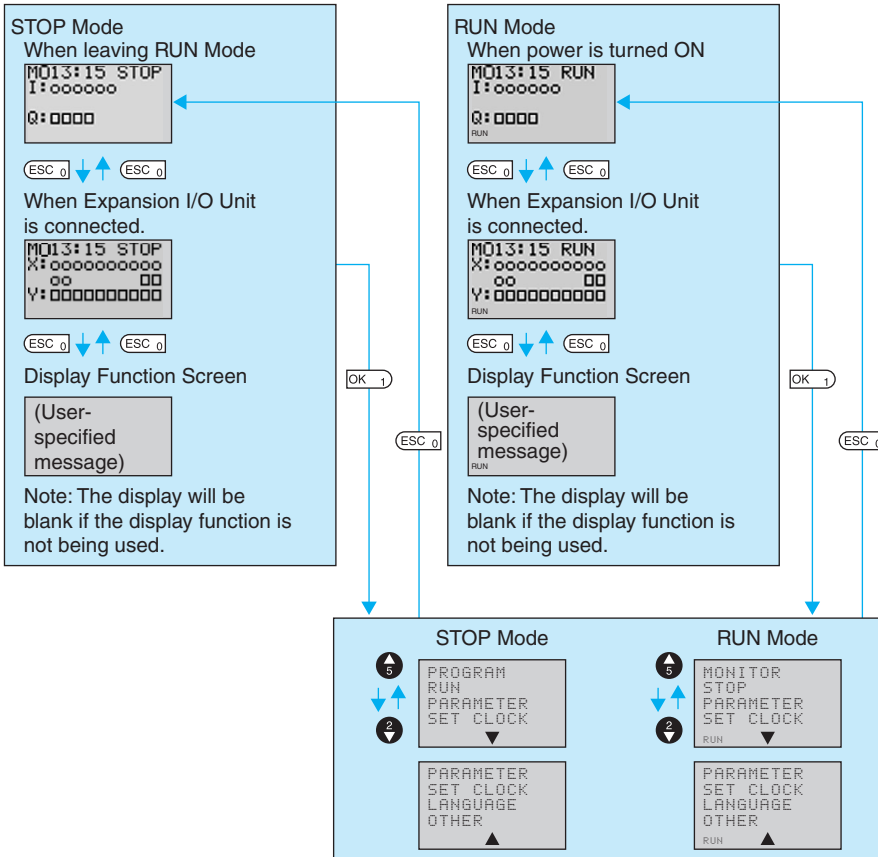 STOP Mode
When leaving RUN Mode
MO13:15 STOP
I:oooooo
Q:□□□□
ESC 0 ESC 0
When Expansion I/O Unit
is connected.
MO13:15 STOP
X:oooooooooo
oo □□
Y:□□□□□□□□□□
ESC 0 ESC 0
Display Function Screen
(User-
specified
message)
Note: The display will be
blank if the display function is
not being used.
OK 1
ESC 0
RUN Mode
When power is turned ON
MO13:15 RUN
I:oooooo
Q:□□□□
RUN
ESC 0 ESC 0
When Expansion I/O Unit
is connected.
MO13:15 RUN
X:oooooooooo
oo □□
Y:□□□□□□□□□□
RUN
ESC 0 ESC 0
Display Function Screen
(User-
specified
message)
RUN
Note: The display will be
blank if the display function is
not being used.
OK 1
ESC 0
STOP Mode
5
2
PROGRAM
RUN
PARAMETER
SET CLOCK
PARAMETER
SET CLOCK
LANGUAGE
OTHER
RUN Mode
5
2
MONITOR
STOP
PARAMETER
SET CLOCK
RUN
PARAMETER
SET CLOCK
LANGUAGE
OTHER
RUN